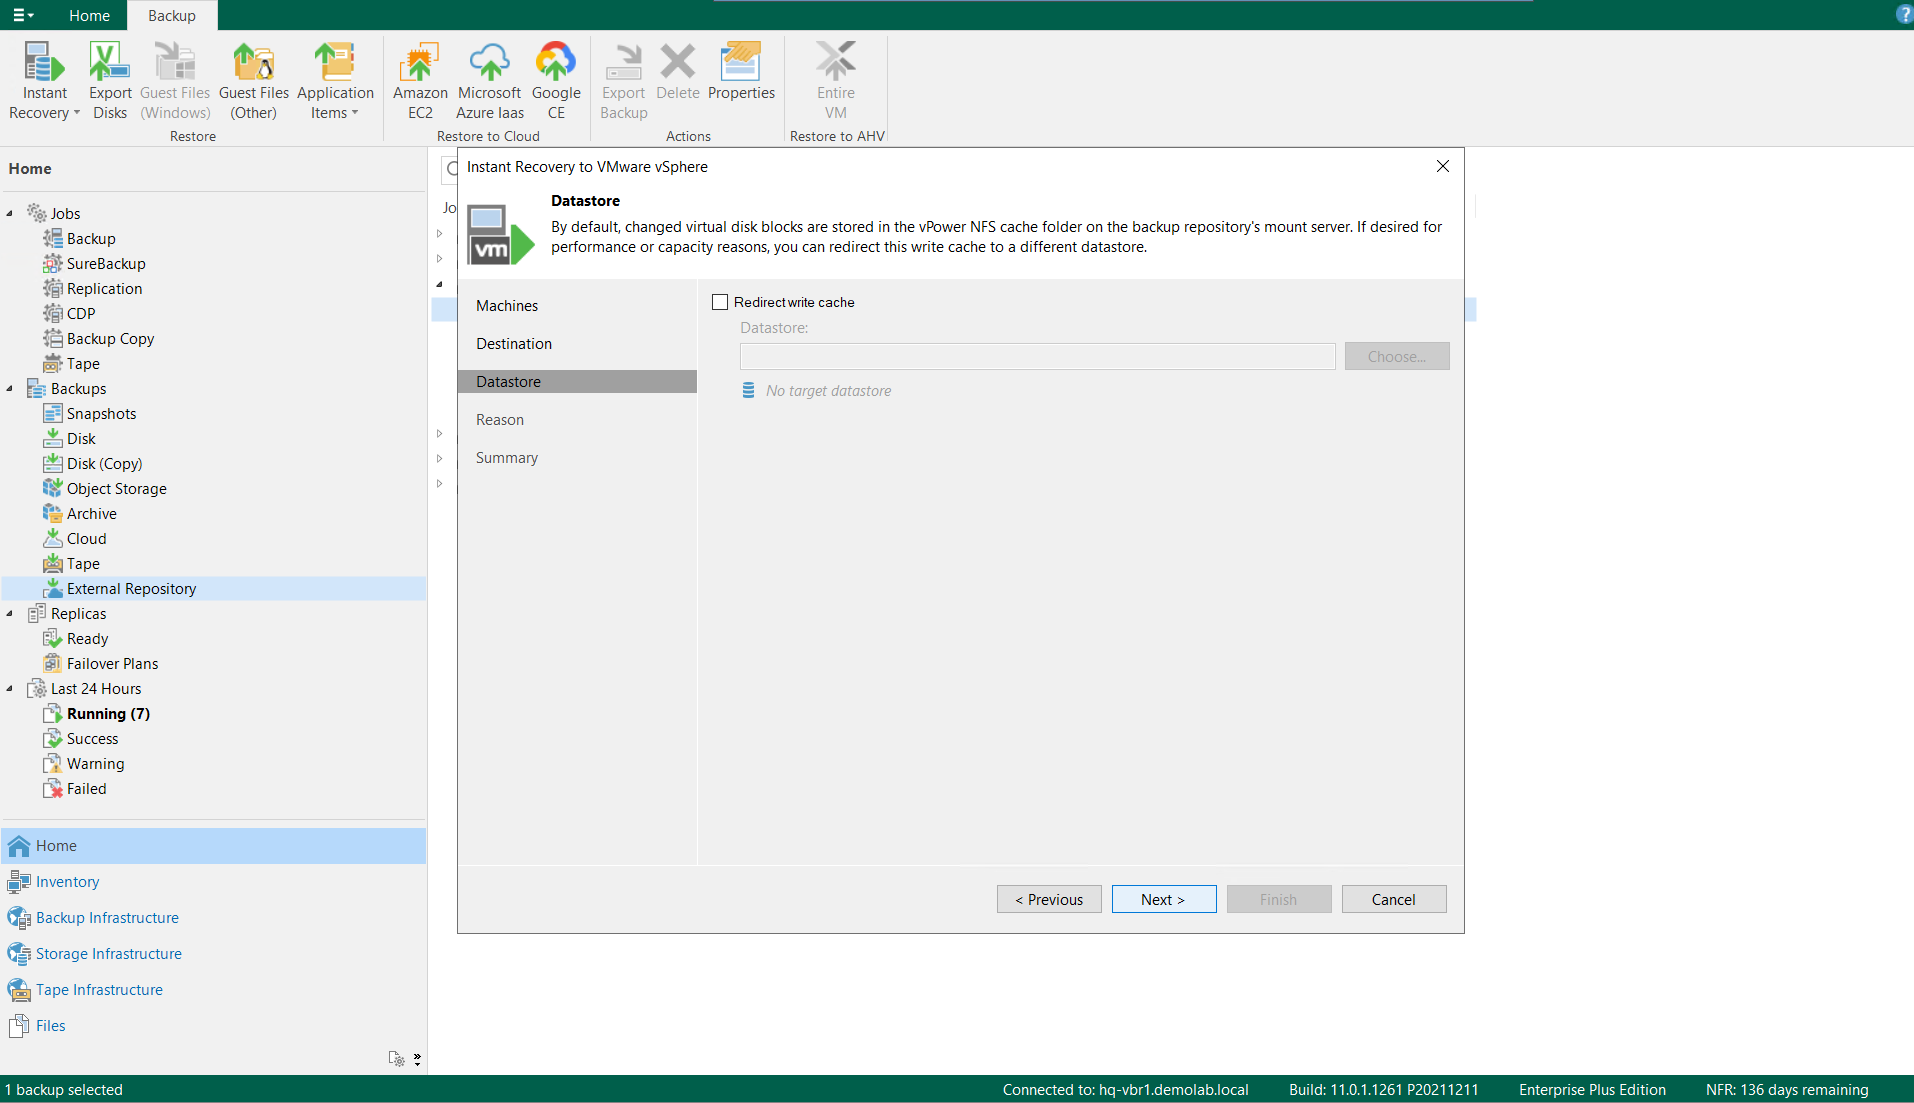 Home
Backup
?
Instant
Recovery
Export
Disks
Guest Files
(Windows)
Guest Files
(Other)
Application
Items
Restore
Amazon
EC2
Microsoft
Azure Iaas
Google
CE
Restore to Cloud
Export
Backup
Delete
Properties
Actions
Entire
VM
Restore to AHV
Home
Jobs
Backup
SureBackup
Replication
CDP
Backup Copy
Tape
Backups
Snapshots
Disk
Disk (Copy)
Object Storage
Archive
Cloud
Tape
External Repository
Replicas
Ready
Failover Plans
Last 24 Hours
Running (7)
Success
Warning
Failed
Home
Inventory
Backup Infrastructure
Storage Infrastructure
Tape Infrastructure
Files
Jo
Instant Recovery to VMware vSphere
vm
Datastore
By default, changed virtual disk blocks are stored in the vPower NFS cache folder on the backup repository's mount server. If desired for
performance or capacity reasons, you can redirect this write cache to a different datastore.
Machines
Destination
Datastore
Reason
Summary
Redirect write cache
Datastore:
Choose...
No target datastore
< Previous
Next >
Finish
Cancel
1 backup selected
Connected to: hq-vbr1.demolab.local
Build: 11.0.1.1261 P20211211
Enterprise Plus Edition
NFR: 136 days remaining